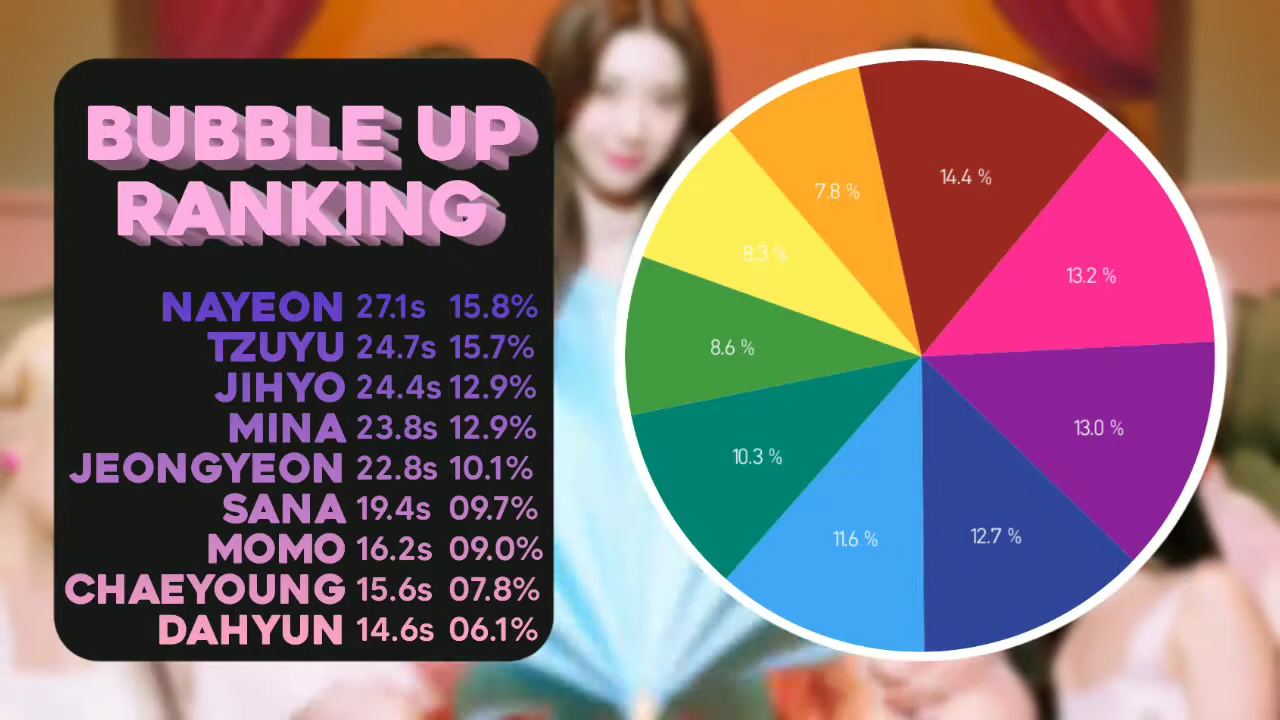 BUBBLE UP
RANKING
NAYEON 27.1s 15.8%
TZUYU 24.7s 15.7%
JIHYO 24.4s 12.9%
MINA 23.8s 12.9%
JEONGYEON 22.8s 10.1%
SANA 19.4s 09.7%
MOMO 16.2s 09.0%
CHAEYOUNG 15.6s 07.8%
DAHYUN 14.6s 06.1%
14.4 %
13.2 %
13.0 %
12.7 %
11.6 %
10.3 %
8.6 %
8.3 %
7.8 %